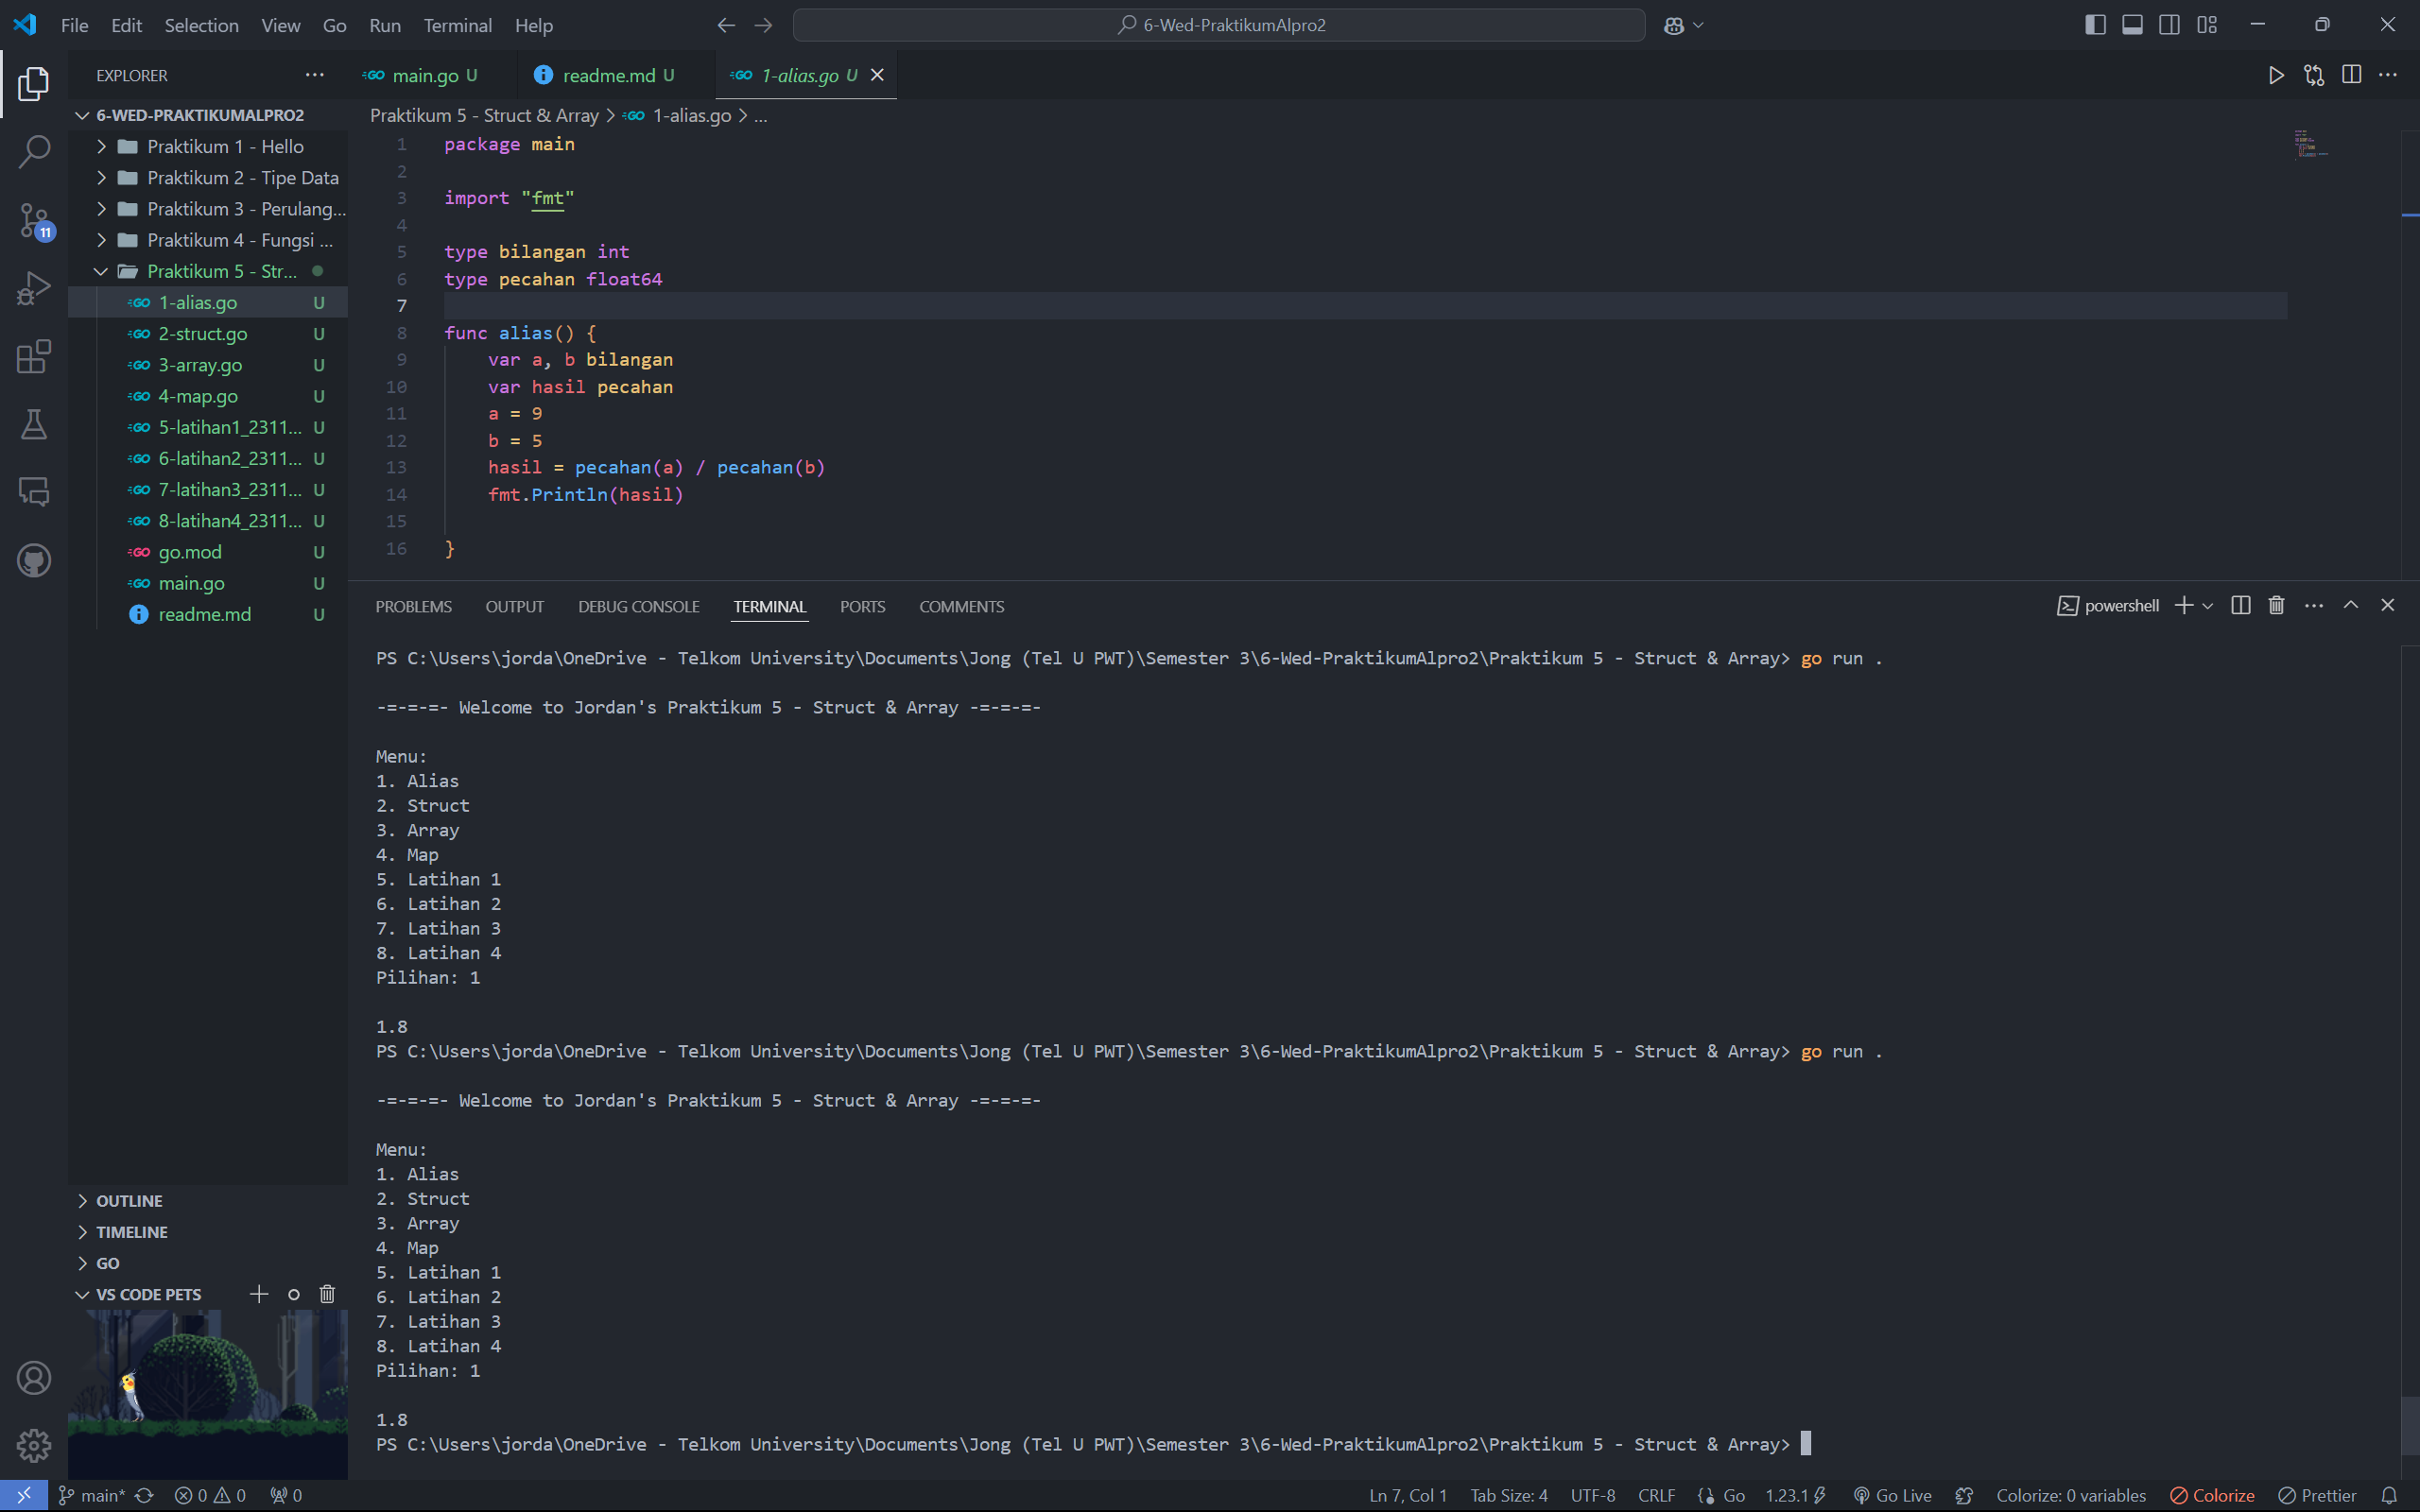 File Edit Selection View Go Run Terminal Help
6-Wed-PraktikumAlpro2
EXPLORER
main.go U
readme.md U
1-alias.go U
6-WED-PRAKTIKUMALPRO2
Praktikum 1 - Hello
Praktikum 2 - Tipe Data
Praktikum 3 - Perulang...
Praktikum 4 - Fungsi ...
Praktikum 5 - Str...
1-alias.go U
2-struct.go U
3-array.go U
4-map.go U
5-latihan1_2311... U
6-latihan2_2311... U
7-latihan3_2311... U
8-latihan4_2311... U
go.mod U
main.go U
readme.md U
11
OUTLINE
TIMELINE
GO
VS CODE PETS
Praktikum 5 - Struct & Array > 1-alias.go > ...
1 package main
2
3 import "fmt"
4
5 type bilangan int
6 type pecahan float64
7
8 func alias() {
9 var a, b bilangan
10 var hasil pecahan
11 a = 9
12 b = 5
13 hasil = pecahan(a) / pecahan(b)
14 fmt.Println(hasil)
15
16 }
PROBLEMS OUTPUT DEBUG CONSOLE TERMINAL PORTS COMMENTS
powershell
PS C:\Users\jorda\OneDrive - Telkom University\Documents\Jong (Tel U PWT)\Semester 3\6-Wed-PraktikumAlpro2\Praktikum 5 - Struct & Array> go run .
-=-=-=- Welcome to Jordan's Praktikum 5 - Struct & Array -=-=-=-
Menu:
1. Alias
2. Struct
3. Array
4. Map
5. Latihan 1
6. Latihan 2
7. Latihan 3
8. Latihan 4
Pilihan: 1
1.8
PS C:\Users\jorda\OneDrive - Telkom University\Documents\Jong (Tel U PWT)\Semester 3\6-Wed-PraktikumAlpro2\Praktikum 5 - Struct & Array> go run .
-=-=-=- Welcome to Jordan's Praktikum 5 - Struct & Array -=-=-=-
Menu:
1. Alias
2. Struct
3. Array
4. Map
5. Latihan 1
6. Latihan 2
7. Latihan 3
8. Latihan 4
Pilihan: 1
1.8
PS C:\Users\jorda\OneDrive - Telkom University\Documents\Jong (Tel U PWT)\Semester 3\6-Wed-PraktikumAlpro2\Praktikum 5 - Struct & Array>
main* 0 0 0
Ln 7, Col 1 Tab Size: 4 UTF-8 CRLF Go 1.23.1 Go Live Colorize: 0 variables Colorize Prettier